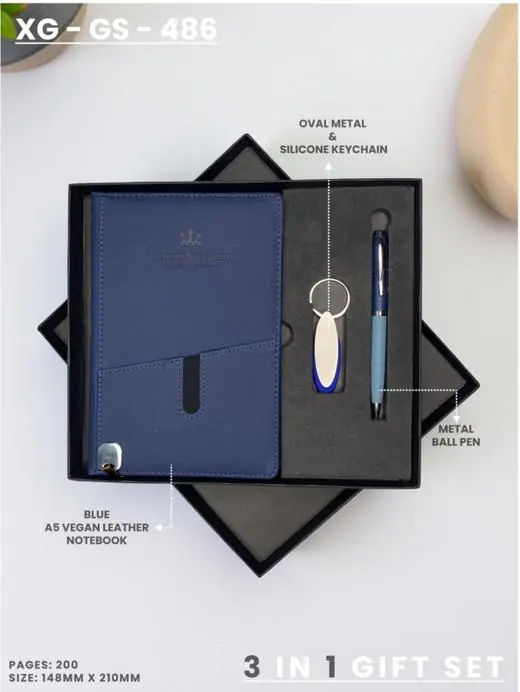 XG - GS - 486
OVAL METAL
&
SILICONE KEYCHAIN
METAL
BALL PEN
BLUE
A5 VEGAN LEATHER
NOTEBOOK
PAGES: 200
SIZE: 148MM X 210MM
3 IN 1 GIFT SET